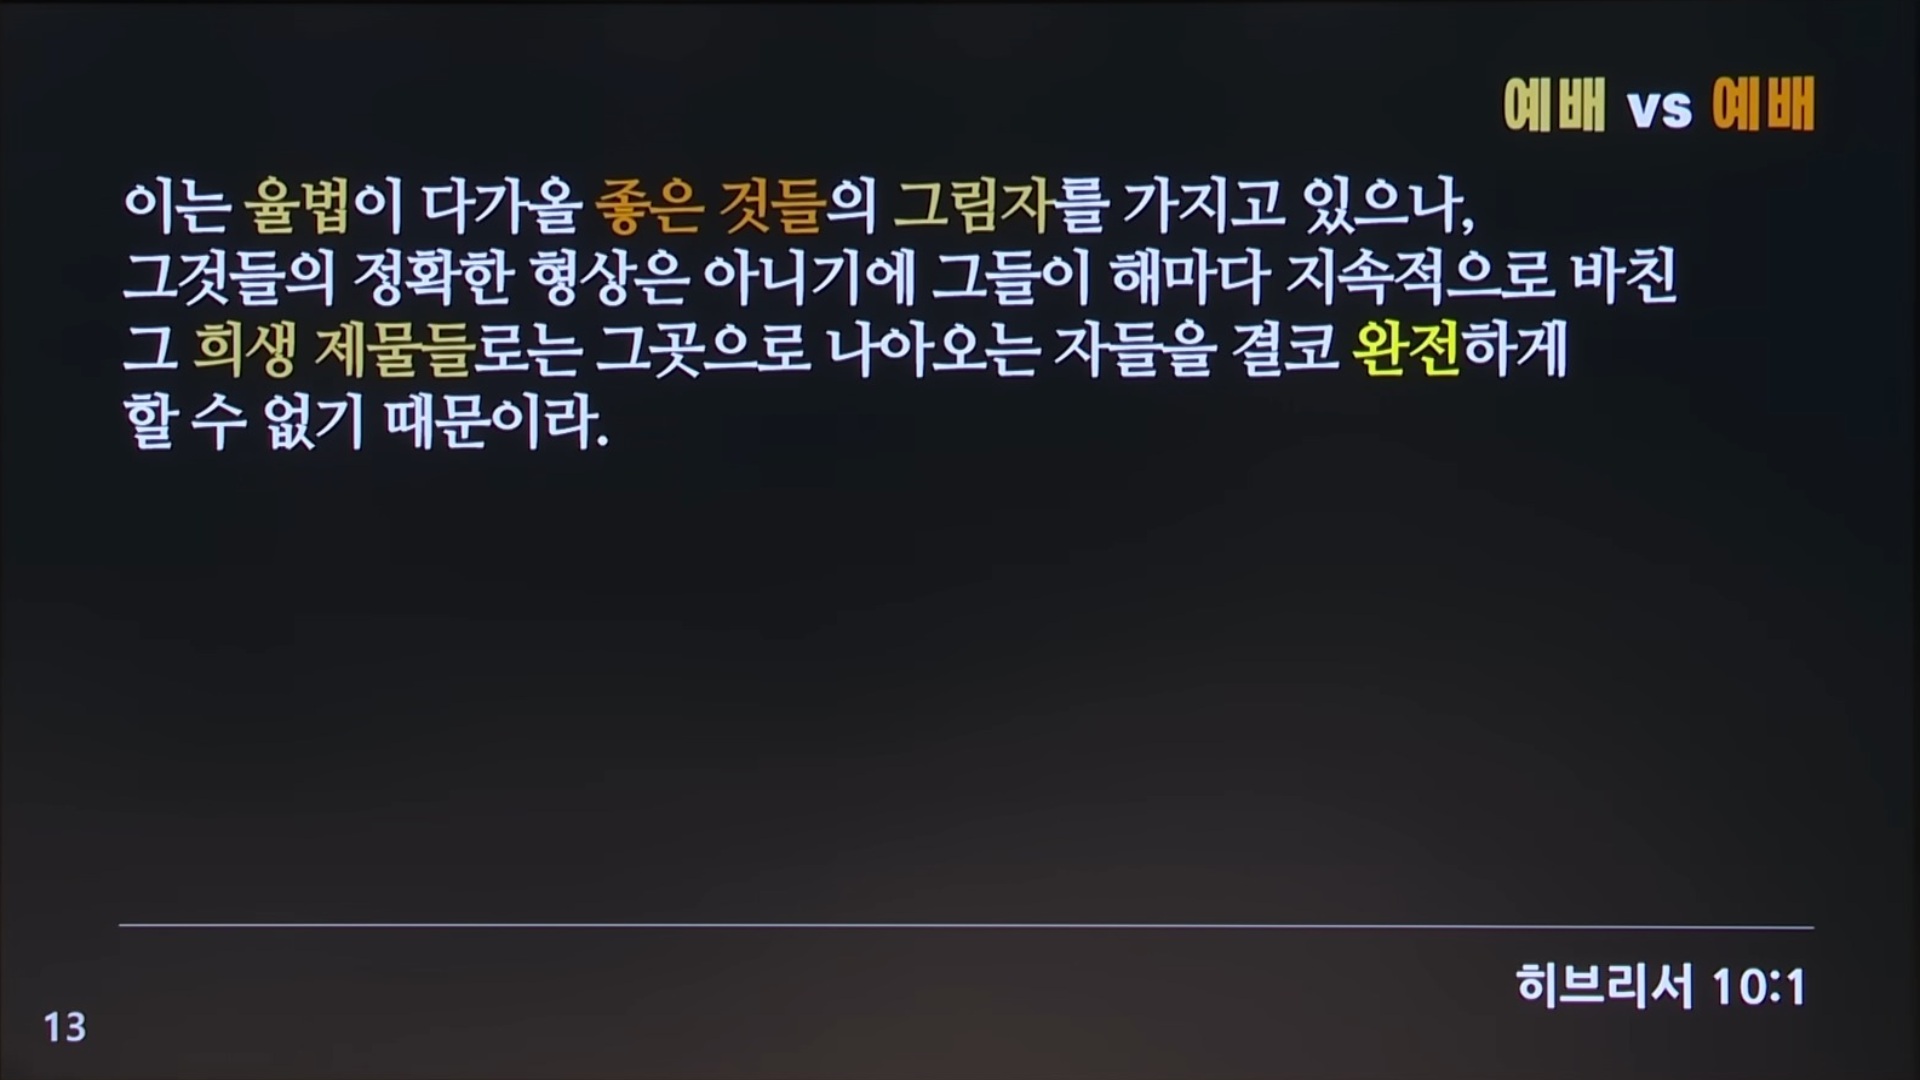 예배 vs 예배
이는 율법이 다가올 좋은 것들의 그림자를 가지고 있으나,
그것들의 정확한 형상은 아니기에 그들이 해마다 지속적으로 바친
그 희생 제물들로는 그곳으로 나아오는 자들을 결코 완전하게
할 수 없기 때문이라.
히브리서 10:1
13